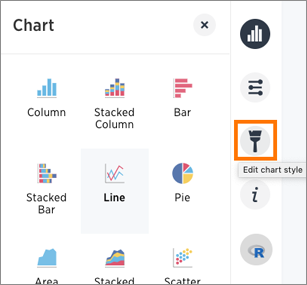 Chart
Column
Stacked
Column
Bar
Stacked
Bar
Line
Pie
Edit chart style
i
R
Area
Stacked
Scatter